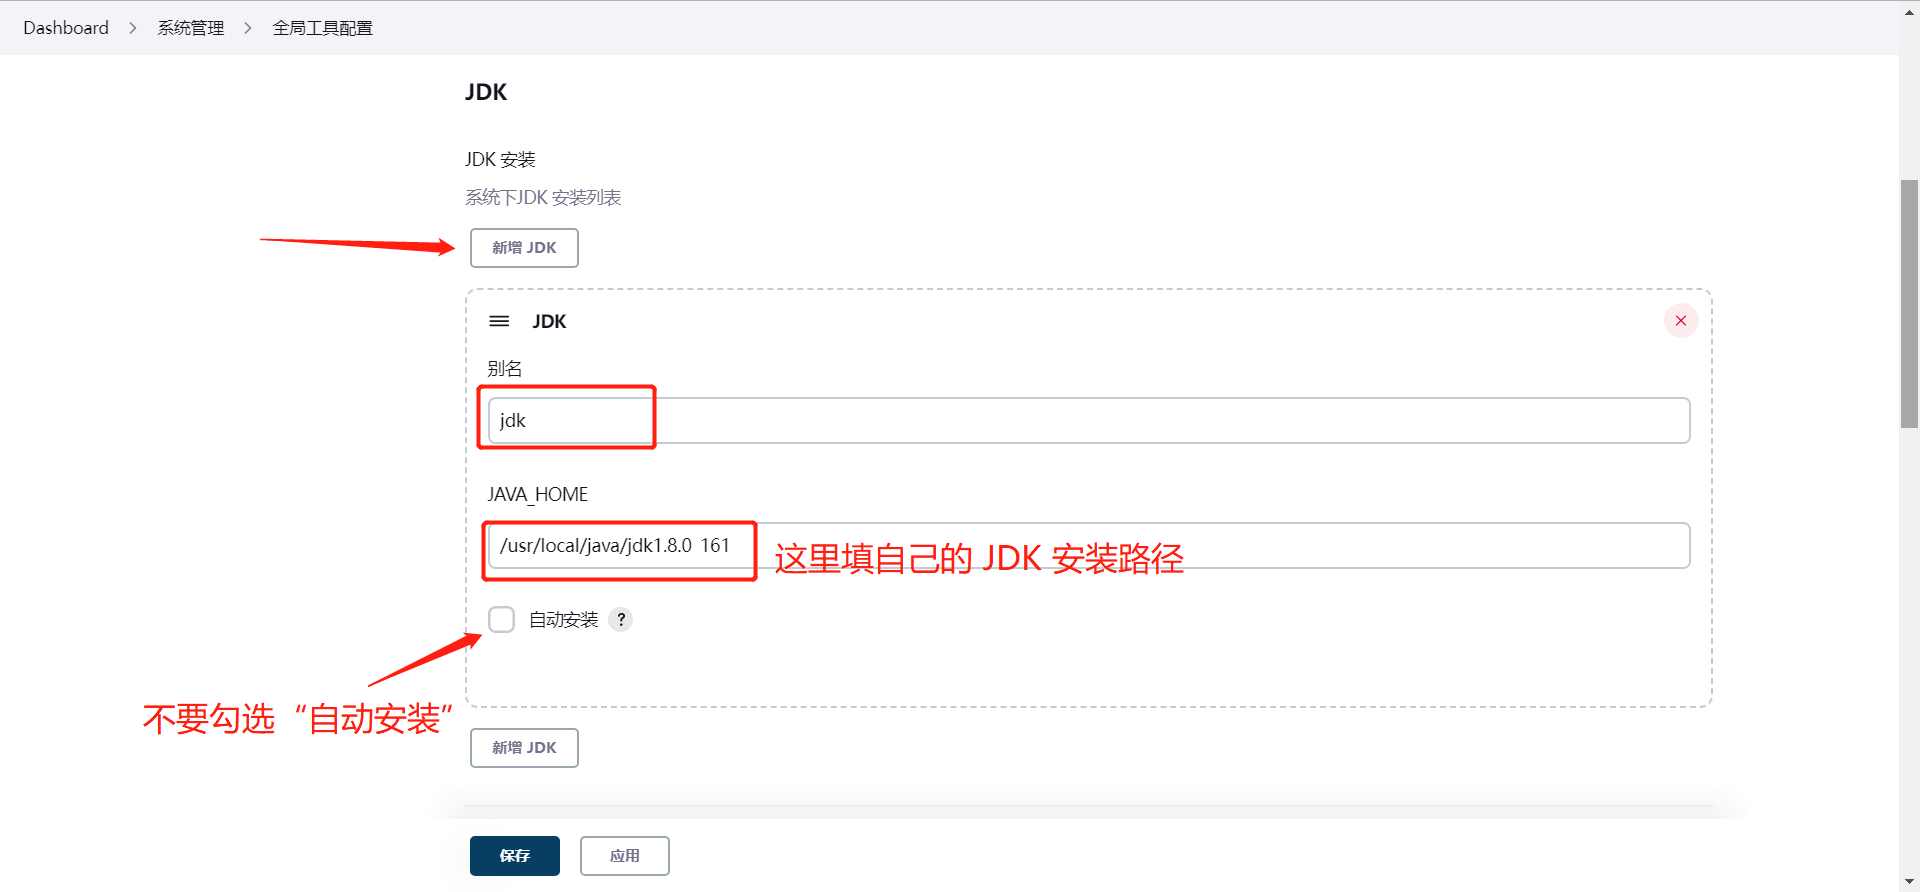 Dashboard > 系统管理 > 全局工具配置
JDK
JDK 安装
系统下JDK 安装列表
新增 JDK
JDK
别名
jdk
JAVA_HOME
/usr/local/java/jdk1.8.0 161
这里填自己的 JDK 安装路径
自动安装 ?
不要勾选“自动安装”
新增 JDK
保存 应用